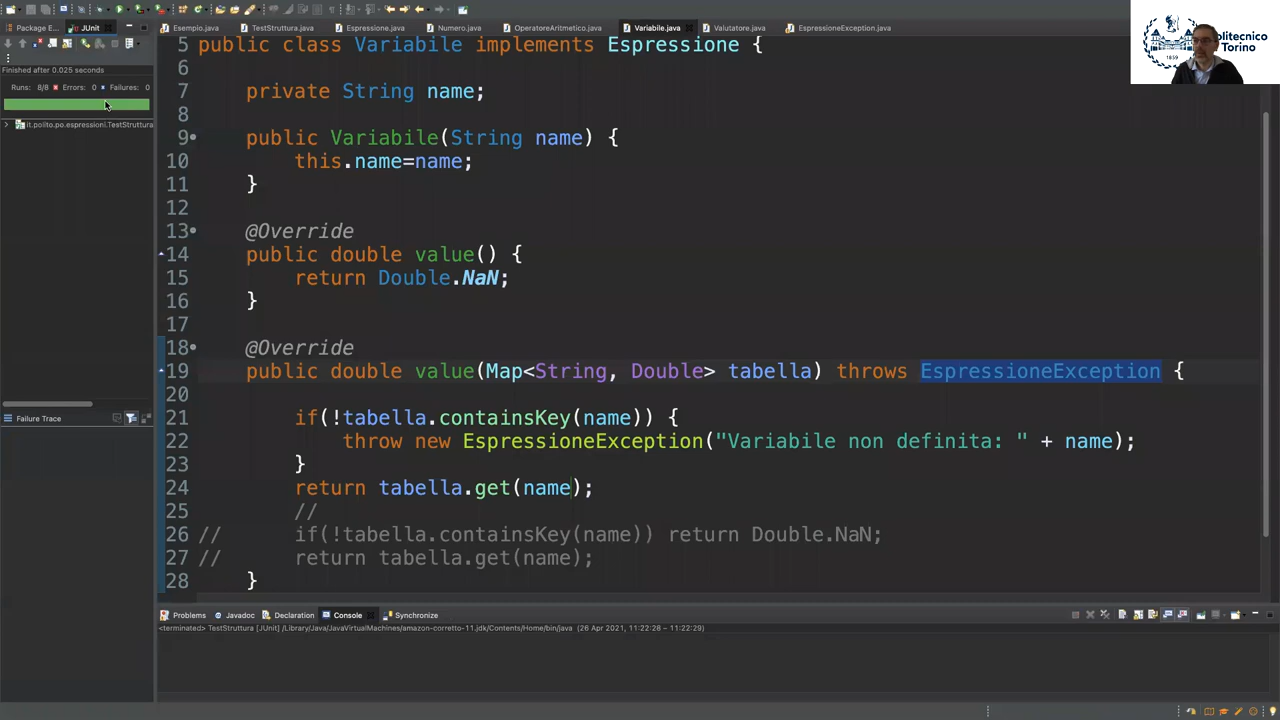 Package E...
JUnit
Esempio.java
TestStruttura.java
Espressione.java
Numero.java
OperatoreAritmetico.java
Variabile.java
Valutatore.java
EspressioneException.java
Politecnico
Torino
1859
Finished after 0.025 seconds
Runs: 8/8 Errors: 0 Failures: 0
it.polito.po.espressioni.TestStruttura
Failure Trace
5 public class Variabile implements Espressione {
6
7 private String name;
8
9 public Variabile(String name) {
10 this.name=name;
11 }
12
13 @Override
14 public double value() {
15 return Double.NaN;
16 }
17
18 @Override
19 public double value(Map<String, Double> tabella) throws EspressioneException {
20
21 if(!tabella.containsKey(name)) {
22 throw new EspressioneException("Variabile non definita: " + name);
23 }
24 return tabella.get(name);
25 //
26 // if(!tabella.containsKey(name)) return Double.NaN;
27 // return tabella.get(name);
28 }
Problems Javadoc Declaration Console Synchronize
<terminated> TestStruttura [JUnit] /Library/Java/JavaVirtualMachines/amazon-corretto-11.jdk/Contents/Home/bin/java (26 Apr 2021, 11:22:28 – 11:22:29)